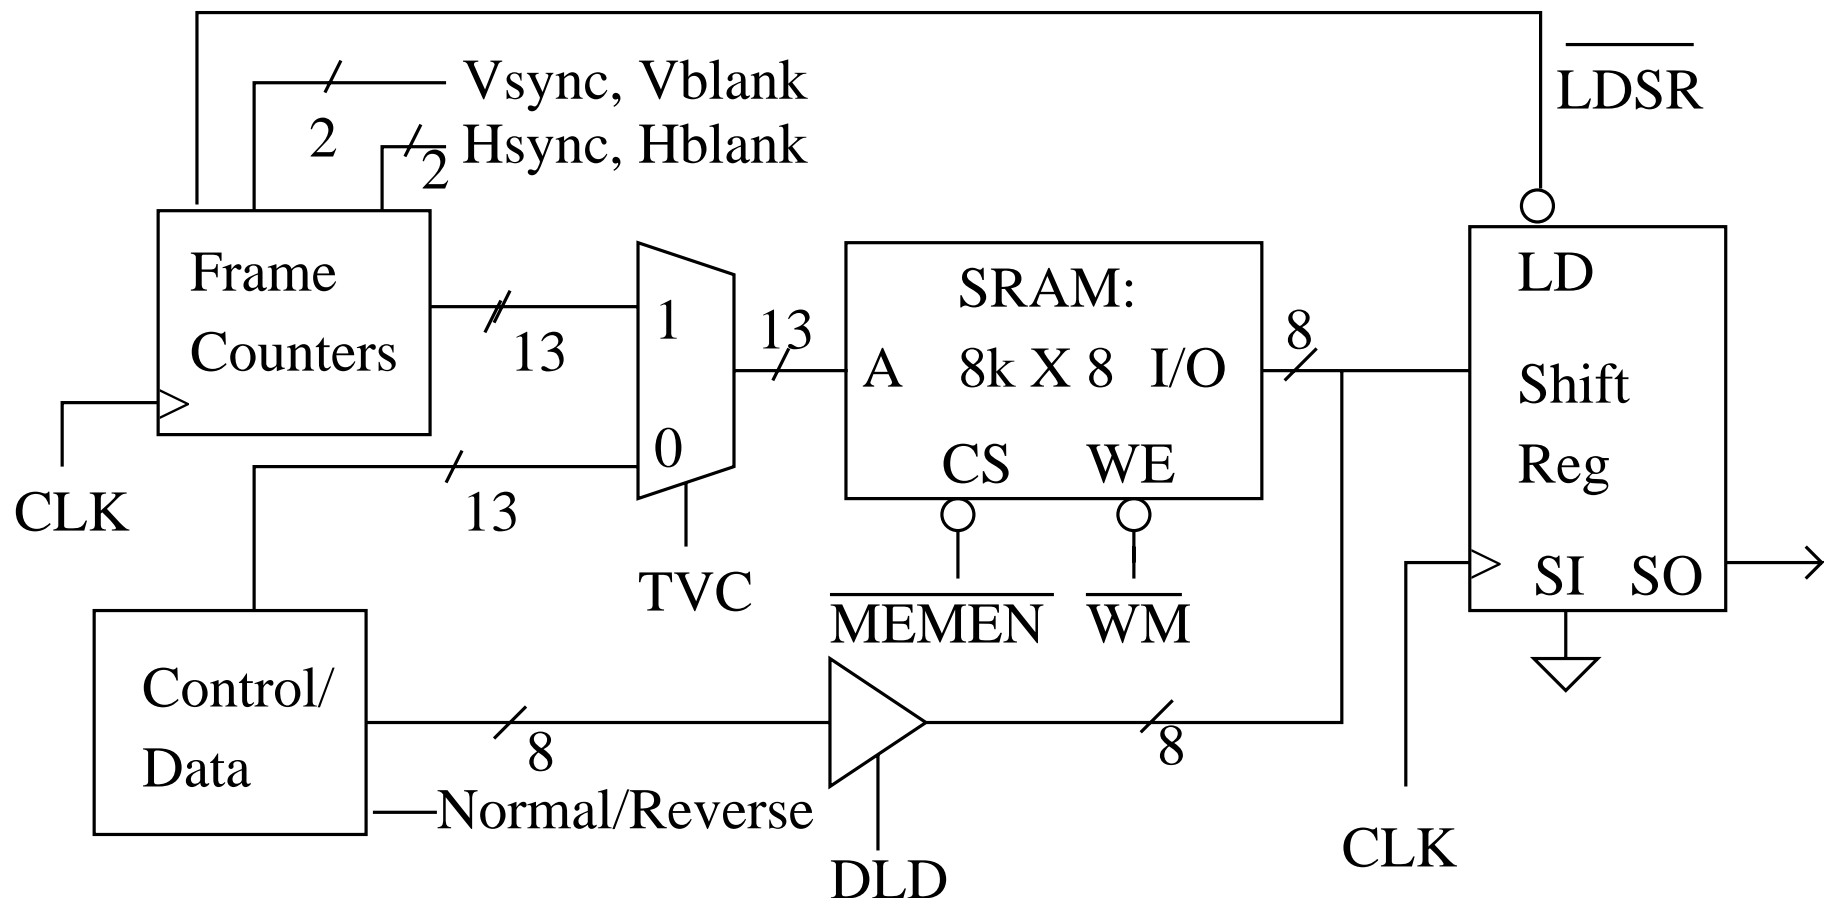 Vsync, Vblank
2
Hsync, Hblank
2
LDSR
Frame
Counters
13
CLK
13
1
0
TVC
13
SRAM:
A 8k X 8 I/O
CS WE
MEMEN WM
8
LD
Shift
Reg
SI SO
Control/
Data
8
Normal/Reverse
DLD
8
CLK